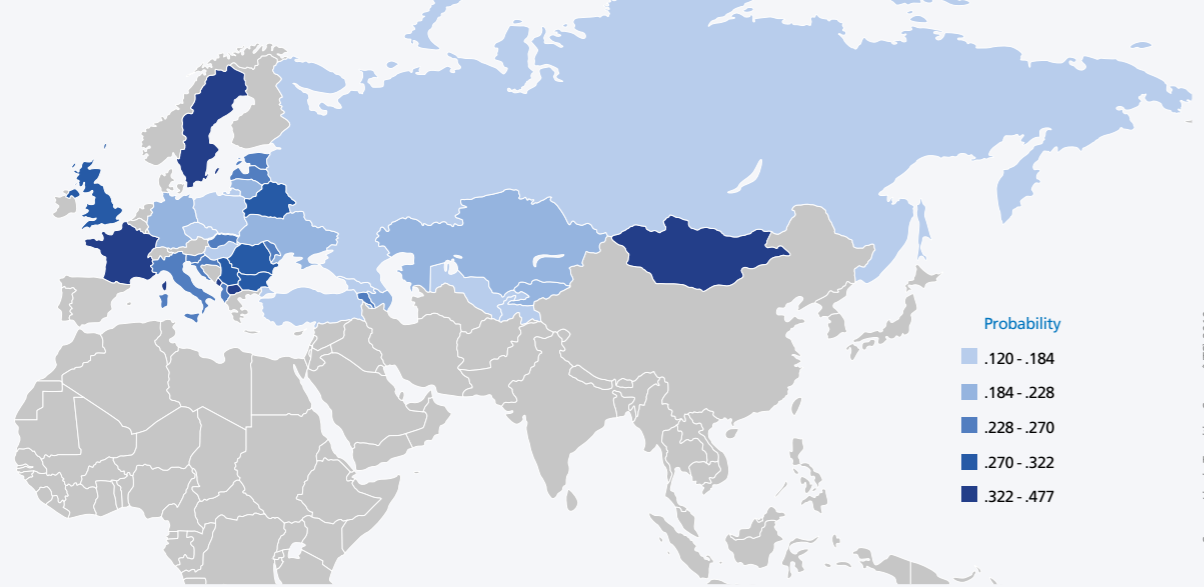 Probability
.120 - .184
.184 - .228
.228 - .270
.270 - .322
.322 - .477